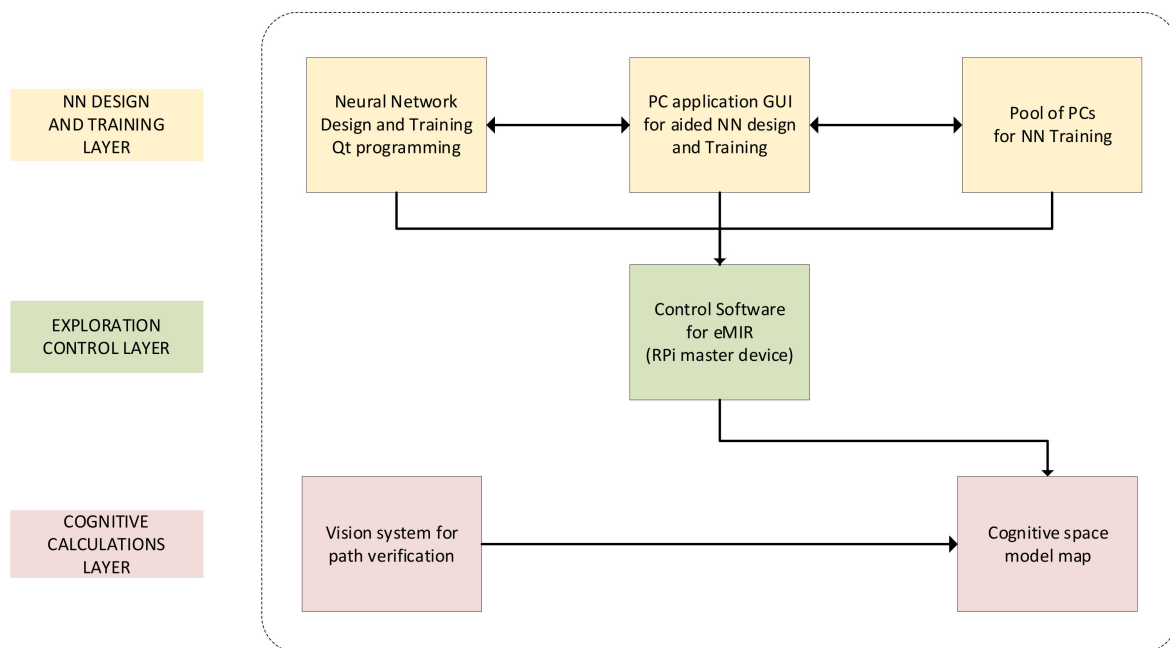 NN DESIGN
AND TRAINING
LAYER
Neural Network
Design and Training
Qt programming
PC application GUI
for aided NN design
and Training
Pool of PCs
for NN Training
EXPLORATION
CONTROL LAYER
Control Software
for eMIR
(RPi master device)
COGNITIVE
CALCULATIONS
LAYER
Vision system for
path verification
Cognitive space
model map